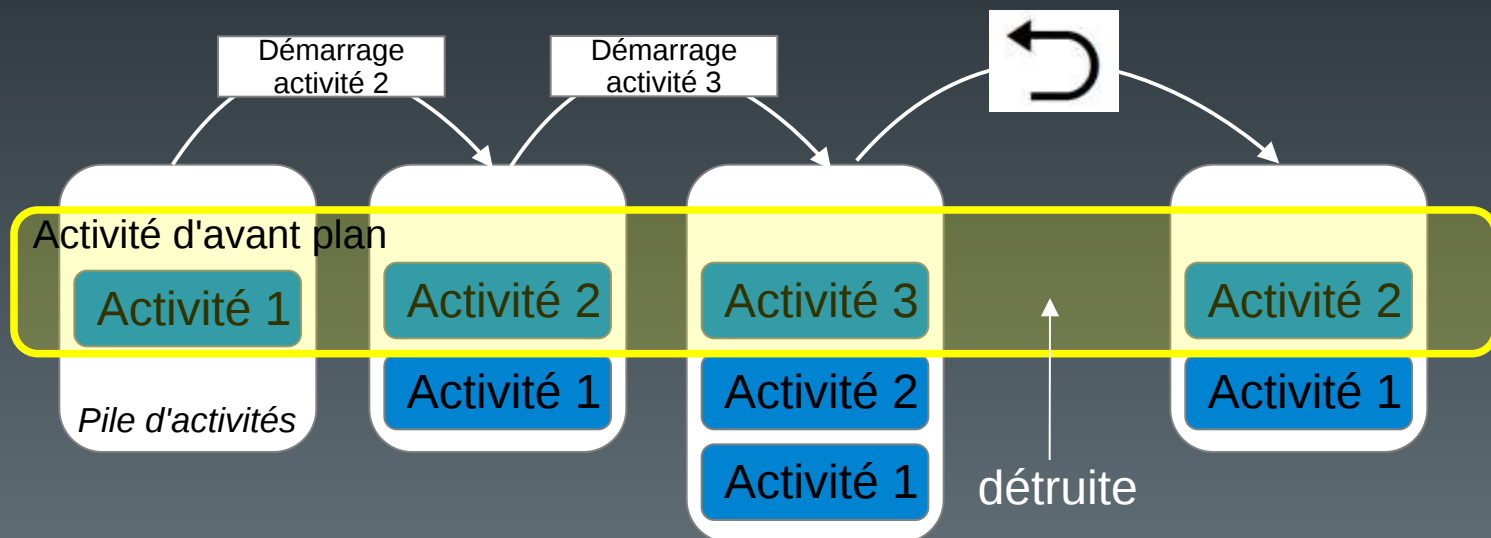 Démarrage
activité 2
Démarrage
activité 3
Activité d'avant plan
Activité 1
Pile d'activités
Activité 2
Activité 1
Activité 3
Activité 2
Activité 1
détruite
Activité 2
Activité 1